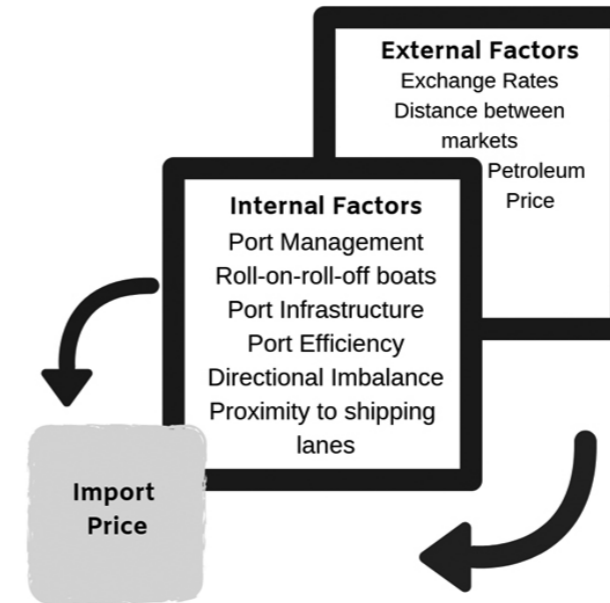 External Factors
Exchange Rates
Distance between
markets
Petroleum
Price
Internal Factors
Port Management
Roll-on-roll-off boats
Port Infrastructure
Port Efficiency
Directional Imbalance
Proximity to shipping
lanes
Import
Price